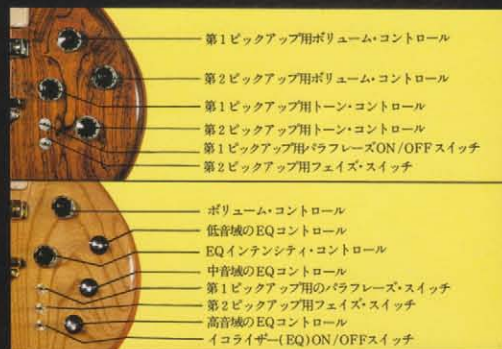 第1ピックアップ用ボリューム・コントロール
第2ピックアップ用ボリューム・コントロール
第1ピックアップ用トーン・コントロール
第2ピックアップ用トーン・コントロール
第1ピックアップ用パラフレーズON/OFFスイッチ
第2ピックアップ用フェイズ・スイッチ
ボリューム・コントロール
低音域のEQコントロール
EQインテンシティ・コントロール
中音域のEQコントロール
第1ピックアップ用のパラフレーズ・スイッチ
第2ピックアップ用フェイズ・スイッチ
高音域のEQコントロール
イコライザー(EQ)ON/OFFスイッチ